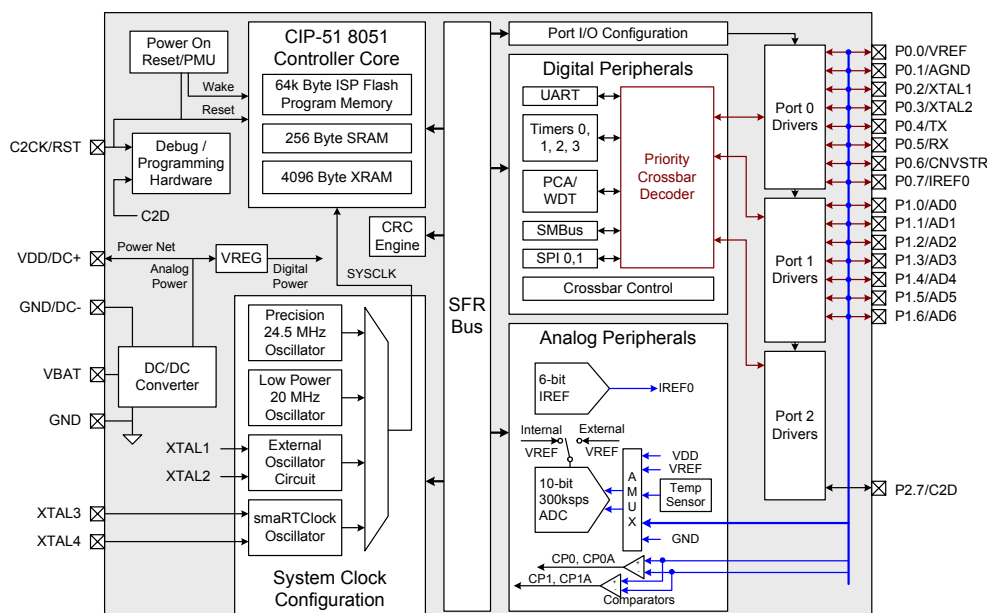 Power On
Reset/PMU
Wake
Reset
C2CK/RST
Debug /
Programming
Hardware
C2D
CIP-51 8051
Controller Core
64k Byte ISP Flash
Program Memory
256 Byte SRAM
4096 Byte XRAM
CRC
Engine
SYSCLK
VDD/DC+
Power Net
Analog
Power
VREG
Digital
Power
GND/DC-
VBAT
DC/DC
Converter
GND
XTAL1
XTAL2
XTAL3
XTAL4
Precision
24.5 MHz
Oscillator
Low Power
20 MHz
Oscillator
External
Oscillator
Circuit
smaRTClock
Oscillator
System Clock
Configuration
SFR
Bus
Port I/O Configuration
Digital Peripherals
UART
Timers 0,
1, 2, 3
PCA/
WDT
SMBus
SPI 0,1
Priority
Crossbar
Decoder
Crossbar Control
Analog Peripherals
6-bit
IREF
IREF0
Internal
VREF
External
VREF
10-bit
300ksps
ADC
A
M
U
X
VDD
VREF
Temp
Sensor
GND
CP0, CP0A
+
-
CP1, CP1A
+
-
Comparators
Port 0
Drivers
Port 1
Drivers
Port 2
Drivers
P0.0/VREF
P0.1/AGND
P0.2/XTAL1
P0.3/XTAL2
P0.4/TX
P0.5/RX
P0.6/CNVSTR
P0.7/IREF0
P1.0/AD0
P1.1/AD1
P1.2/AD2
P1.3/AD3
P1.4/AD4
P1.5/AD5
P1.6/AD6
P2.7/C2D